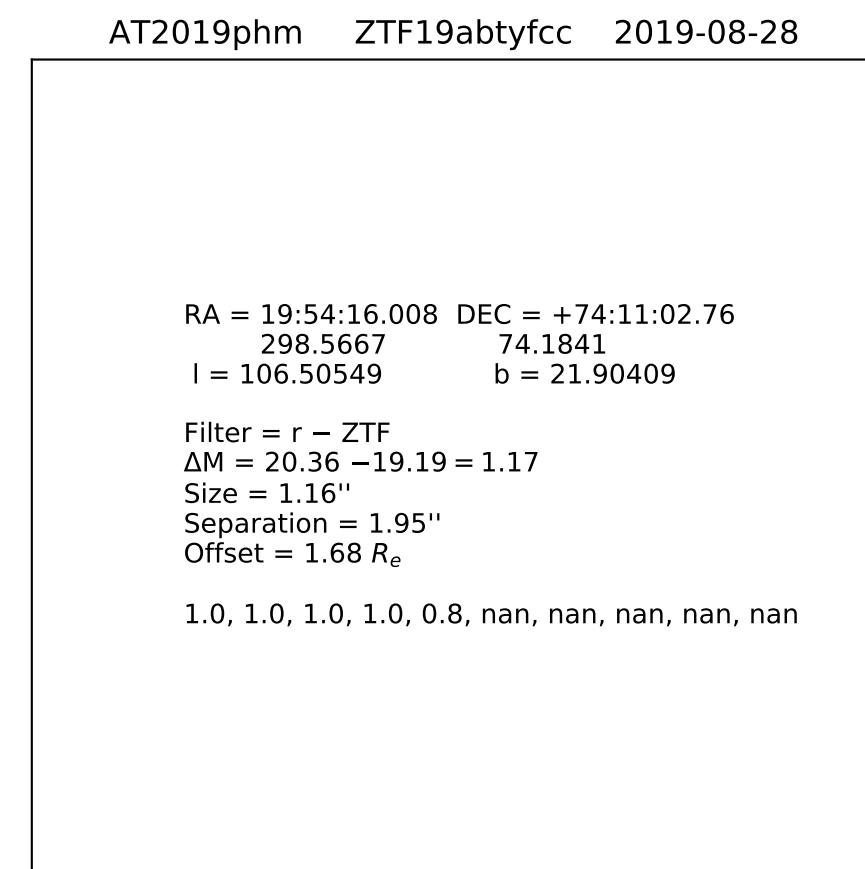 AT2019phm ZTF19abtyfcc 2019-08-28
RA = 19:54:16.008 DEC = +74:11:02.76
298.5667 74.1841
l = 106.50549 b = 21.90409
Filter = r − ZTF
ΔM = 20.36 −19.19 = 1.17
Size = 1.16''
Separation = 1.95''
Offset = 1.68 Re
1.0, 1.0, 1.0, 1.0, 0.8, nan, nan, nan, nan, nan